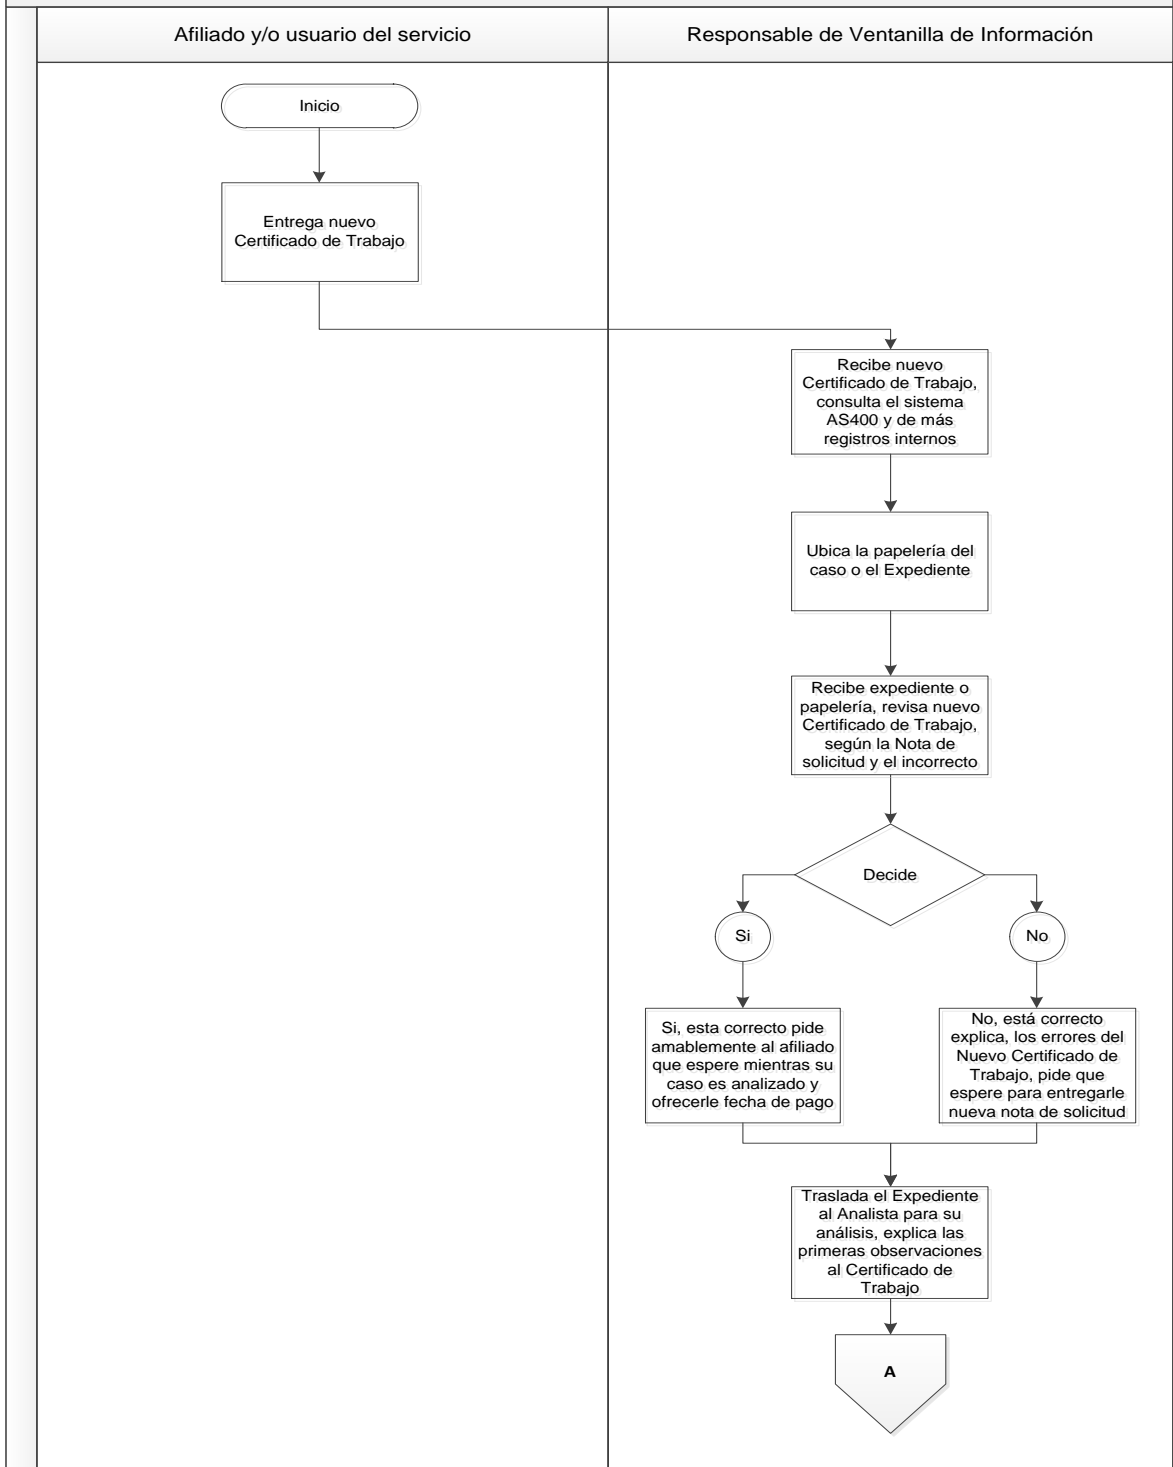 Afiliado y/o usuario del servicio
Responsable de Ventanilla de Información
Inicio
Entrega nuevo
Certificado de Trabajo
Recibe nuevo
Certificado de Trabajo,
consulta el sistema
AS400 y de más
registros internos
Ubica la papelería del
caso o el Expediente
Recibe expediente o
papelería, revisa nuevo
Certificado de Trabajo,
según la Nota de
solicitud y el incorrecto
Decide
Si
No
Si, esta correcto pide
amablemente al afiliado
que espere mientras su
caso es analizado y
ofrecerle fecha de pago
No, está correcto
explica, los errores del
Nuevo Certificado de
Trabajo, pide que
espere para entregarle
nueva nota de solicitud
Traslada el Expediente
al Analista para su
análisis, explica las
primeras observaciones
al Certificado de
Trabajo
A